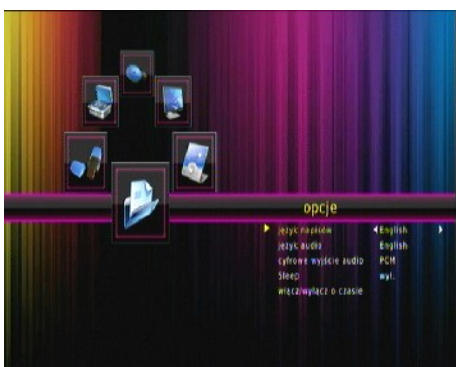 opcje
język napisów English
język audio English
cyfrowe wyjście audio PCM
Sleep wył.
włącz/wyłącz o czasie